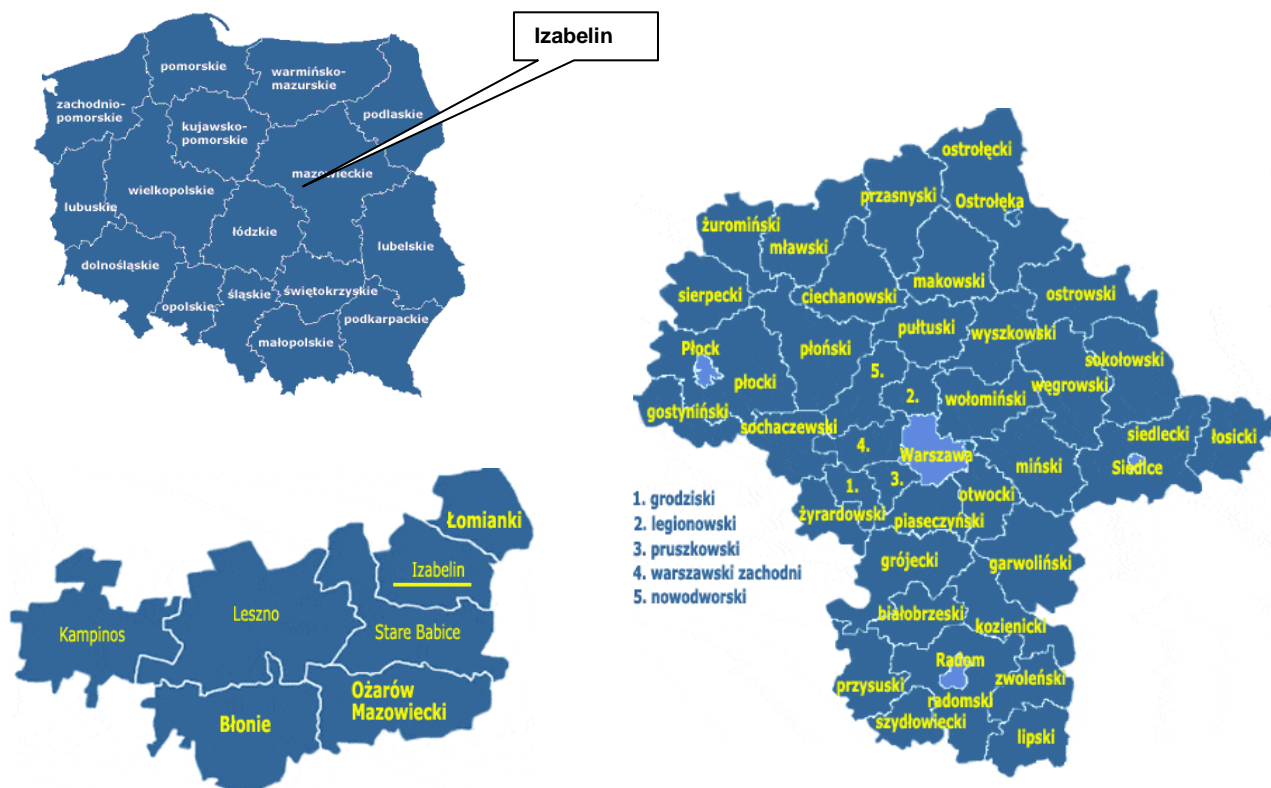 Izabelin
pomorskie
warmińsko-
mazurskie
zachodnio-
pomorskie
podlaskie
kujawsko-
pomorskie
mazowieckie
wielkopolskie
lubuskie
łódzkie
lubelskie
dolnośląskie
śląskie
świętokrzyskie
opolskie
podkarpackie
małopolskie
ostrołęcki
przasnyski
Ostrołęka
żuromiński
mławski
makowski
sierpecki
ciechanowski
ostrowski
pułtuski
wyszkowski
Płock
płoński
sokołowski
5.
płocki
węgrowski
2.
wołomiński
gostyniński
sochaczewski
siedlecki
łosicki
4.
Warszawa
miński
Siedlce
1.
3.
otwocki
żyrardowski
piaseczyński
grójecki
garwoliński
białobrzeski
kozienicki
Radom
zwoleński
przysuski
radomski
szydłowiecki
lipski
1. grodziski
2. legionowski
3. pruszkowski
4. warszawski zachodni
5. nowodworski
Łomianki
Izabelin
Leszno
Kampinos
Stare Babice
Ożarów
Mazowiecki
Błonie